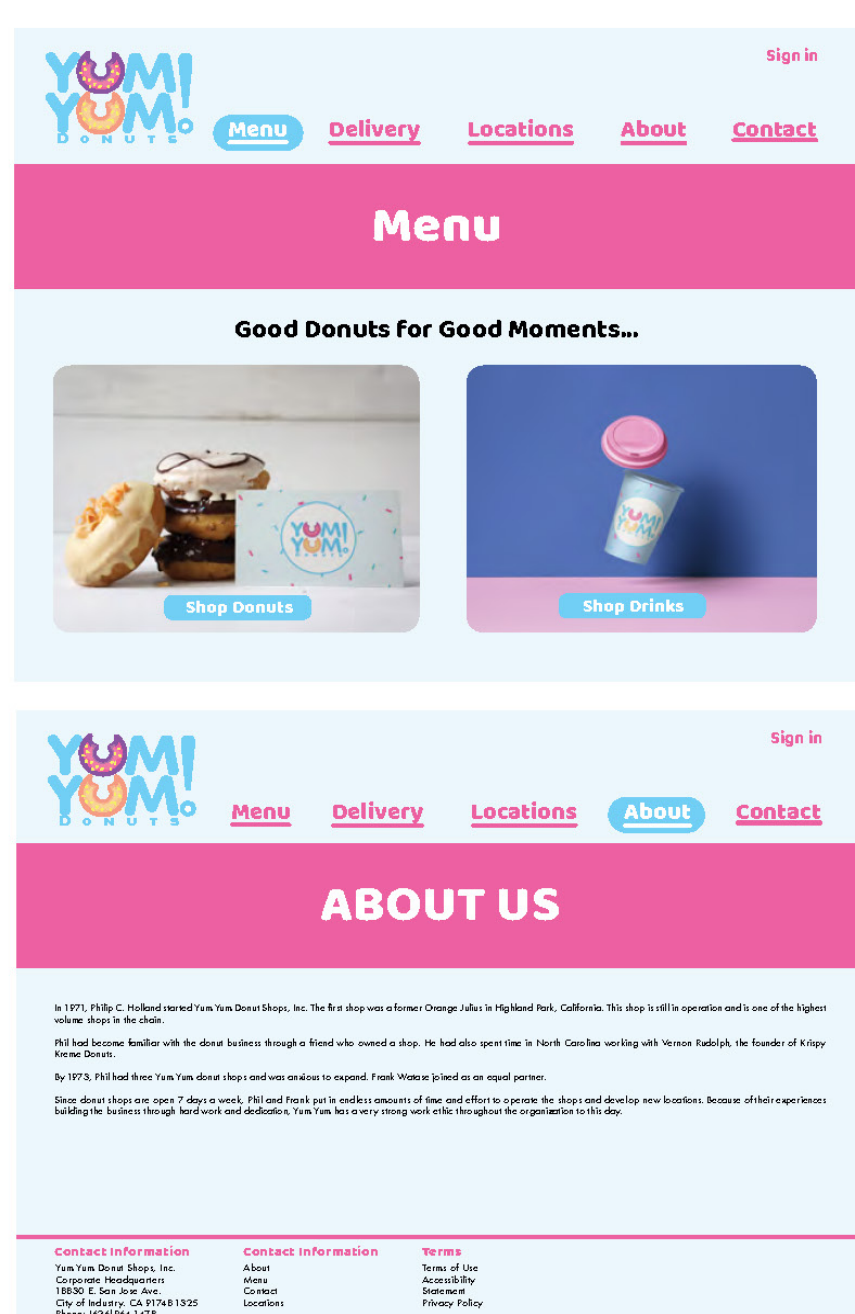 YUM!
YUM.
DONUTS
Sign in
Menu
Delivery
Locations
About
Contact
Menu
Good Donuts for Good Moments...
YUM!
YUM.
DONUTS
Shop Donuts
YUM!
YUM.
Shop Drinks
YUM!
YUM.
DONUTS
Sign in
Menu
Delivery
Locations
About
Contact
ABOUT US
In 1971, Philip C. Holland started Yum Yum Donut Shops, Inc. The first shop was a former Orange Julius in Highland Park, California. This shop is still in operation and is one of the highest
volume shops in the chain.
Phil had become familiar with the donut business through a friend who owned a shop. He had also spent time in North Carolina working with Vernon Rudolph, the founder of Krispy
Kreme Donuts.
By 1973, Phil had three Yum Yum donut shops and was anxious to expand. Frank Watase joined as an equal partner.
Since donut shops are open 7 days a week, Phil and Frank put in endless amounts of time and effort to operate the shops and develop new locations. Because of their experiences
building the business through hard work and dedication, Yum Yum has a very strong work ethic throughout the organization to this day.
Contact Information
Yum Yum Donut Shops, Inc.
Corporate Headquarters
18830 E. San Jose Ave.
City of Industry, CA 91748 1325
Contact Information
About
Menu
Contact
Locations
Terms
Terms of Use
Accessibility
Statement
Privacy Policy